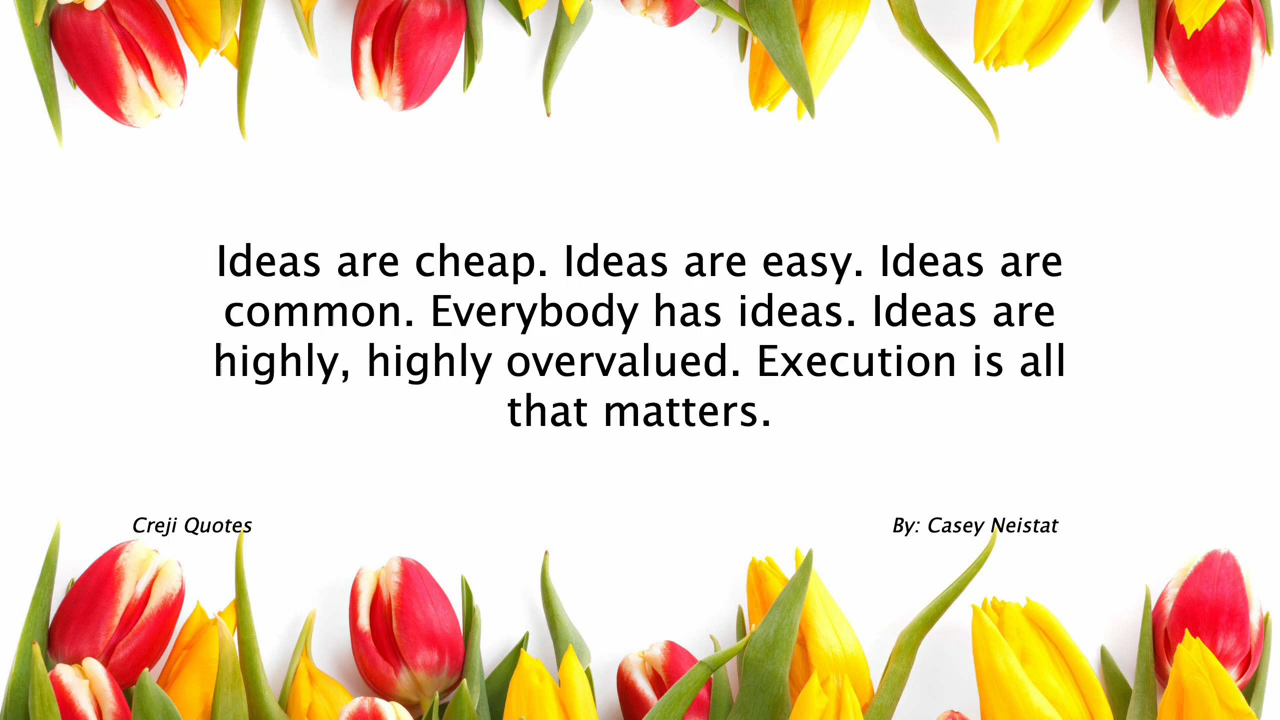 Ideas are cheap. Ideas are easy. Ideas are
common. Everybody has ideas. Ideas are
highly, highly overvalued. Execution is all
that matters.
Creji Quotes
By: Casey Neistat